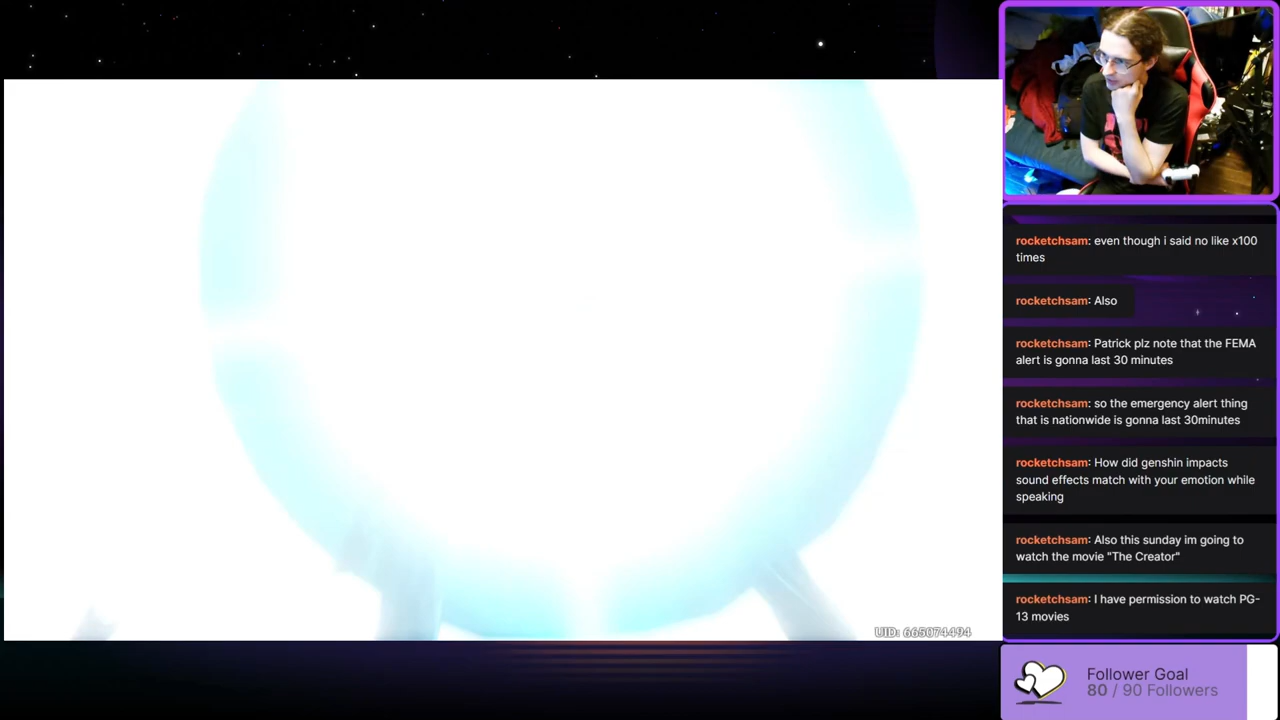 rocketchsam: even though i said no like x100
times
rocketchsam: Also
rocketchsam: Patrick plz note that the FEMA
alert is gonna last 30 minutes
rocketchsam: so the emergency alert thing
that is nationwide is gonna last 30minutes
rocketchsam: How did genshin impacts
sound effects match with your emotion while
speaking
rocketchsam: Also this sunday im going to
watch the movie "The Creator"
rocketchsam: I have permission to watch PG-
13 movies
UID: 665074494
Follower Goal
80 / 90 Followers